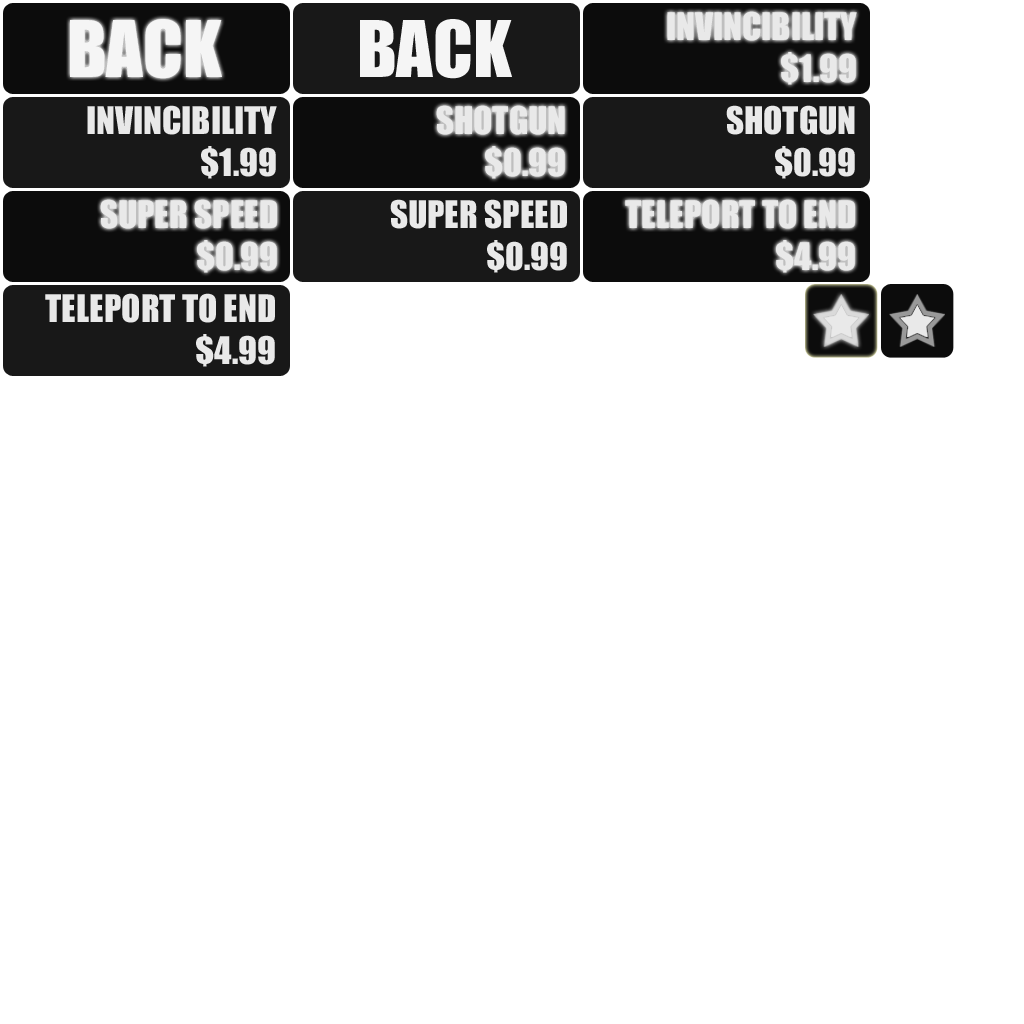 BACK
BACK
INVINCIBILITY
$1.99
INVINCIBILITY
$1.99
SHOTGUN
$0.99
SHOTGUN
$0.99
SUPER SPEED
$0.99
SUPER SPEED
$0.99
TELEPORT TO END
$4.99
TELEPORT TO END
$4.99